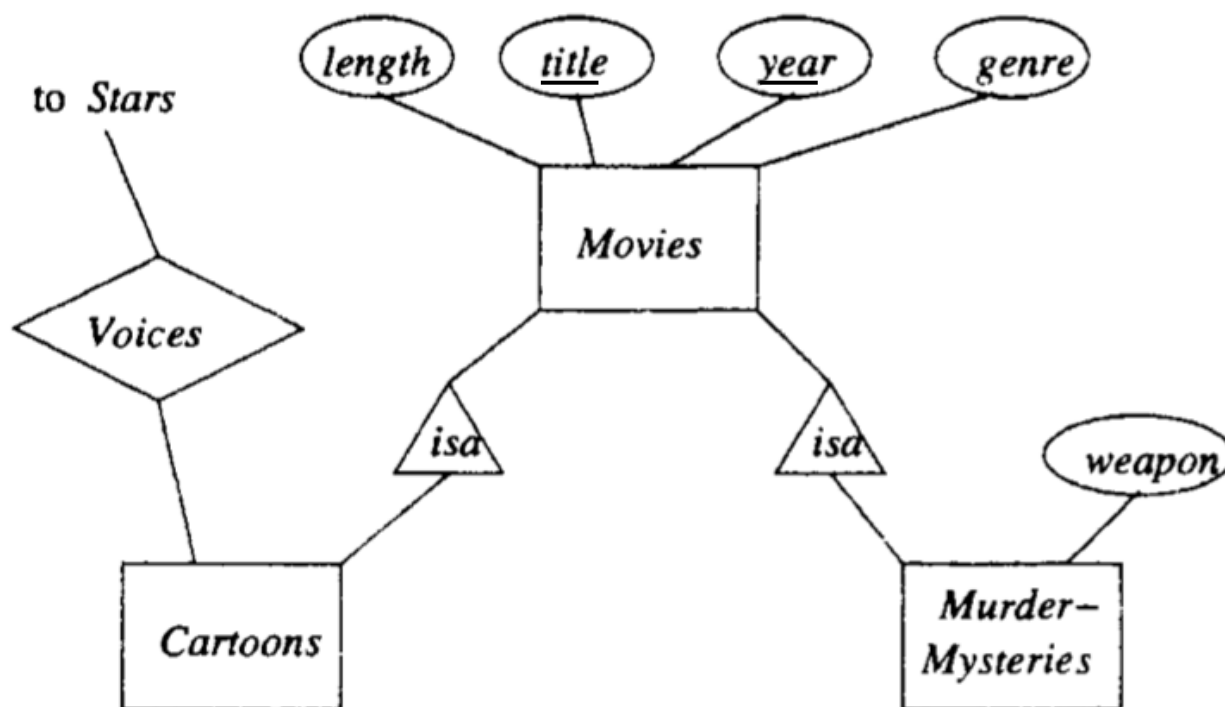 length
title
year
genre
to Stars
Movies
Voices
isa
isa
weapon
Cartoons
Murder–
Mysteries